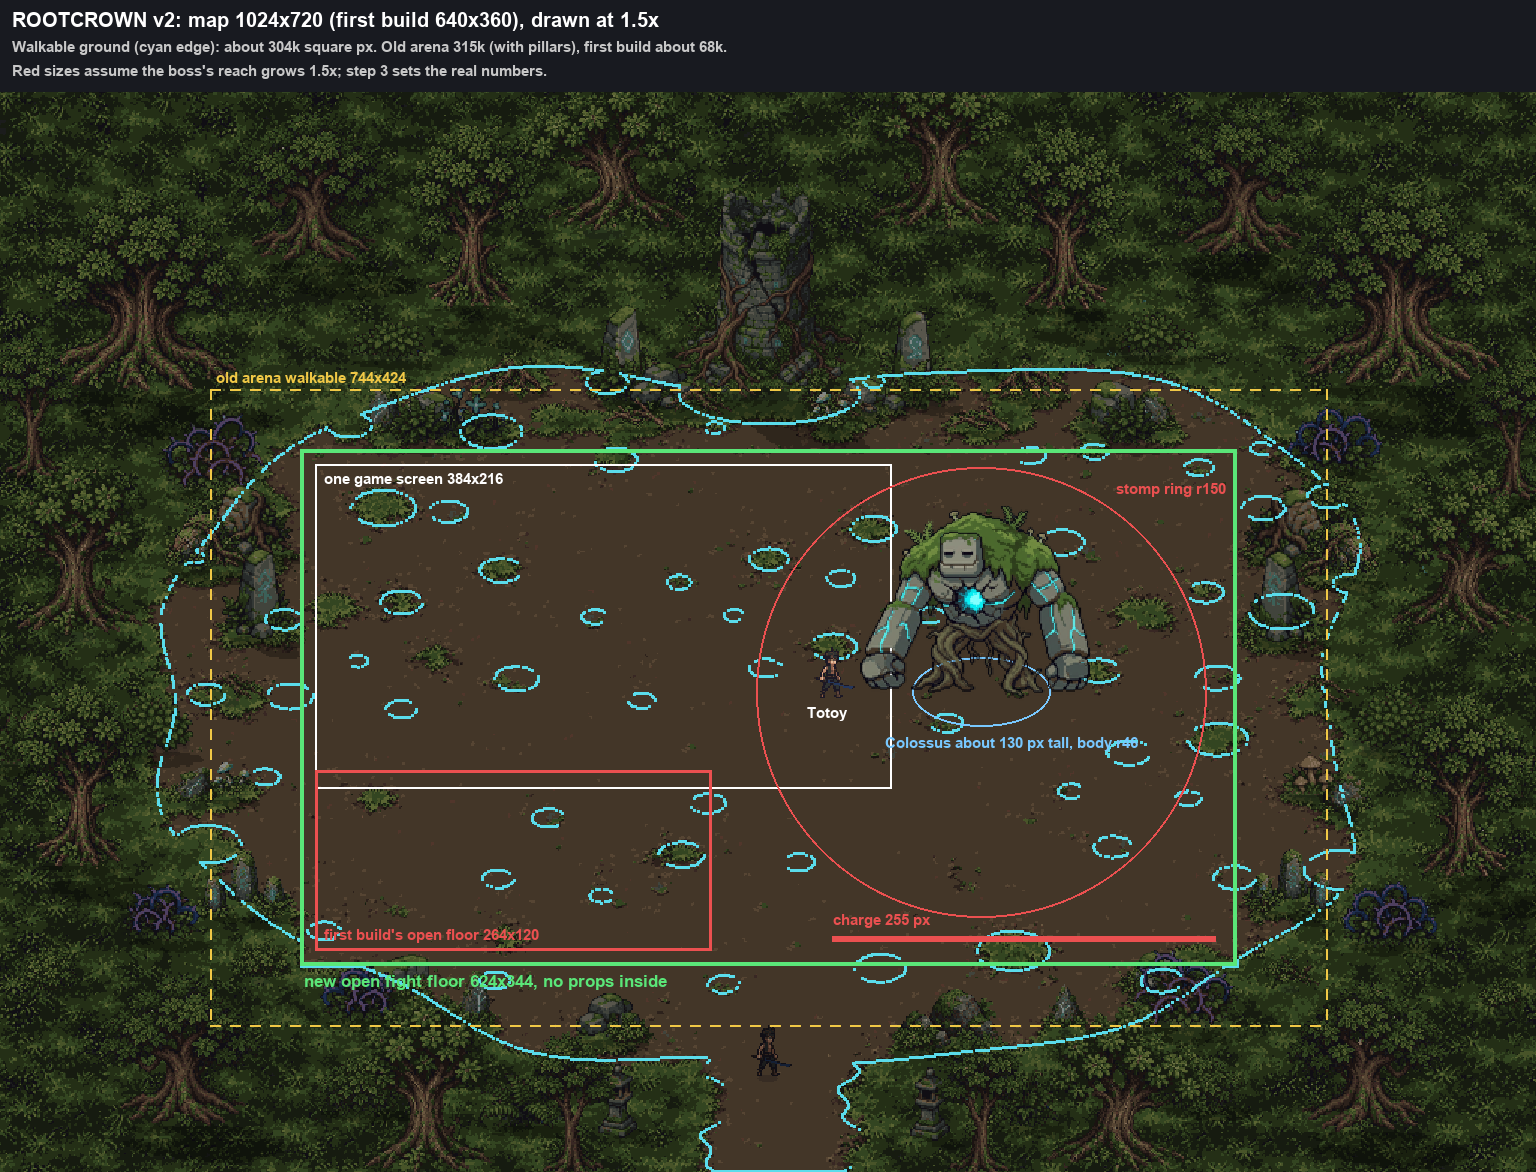 ROOTCROWN v2: map 1024x720 (first build 640x360), drawn at 1.5x
Walkable ground (cyan edge): about 304k square px. Old arena 315k (with pillars), first build about 68k.
Red sizes assume the boss's reach grows 1.5x; step 3 sets the real numbers.
old arena walkable 744x424
one game screen 384x216
stomp ring r150
Totoy
Colossus about 130 px tall, body r46
charge 255 px
first build's open floor 264x120
new open fight floor 624x344, no props inside